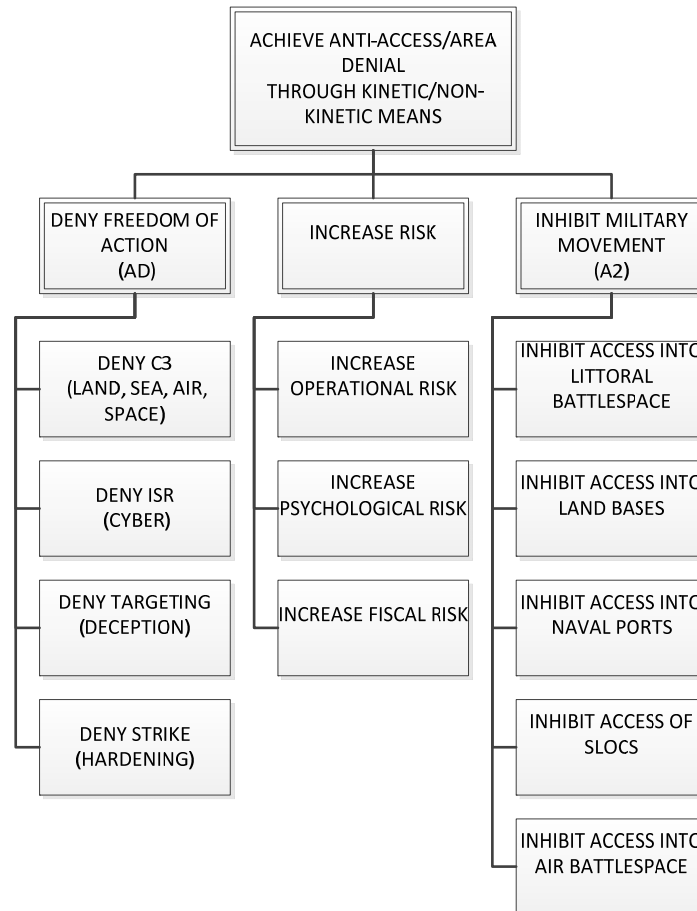 ACHIEVE ANTI-ACCESS/AREA
DENIAL
THROUGH KINETIC/NON-
KINETIC MEANS
DENY FREEDOM OF
ACTION
(AD)
INCREASE RISK
INHIBIT MILITARY
MOVEMENT
(A2)
DENY C3
(LAND, SEA, AIR,
SPACE)
DENY ISR
(CYBER)
DENY TARGETING
(DECEPTION)
DENY STRIKE
(HARDENING)
INCREASE
OPERATIONAL RISK
INCREASE
PSYCHOLOGICAL RISK
INCREASE FISCAL RISK
INHIBIT ACCESS INTO
LITTORAL
BATTLESPACE
INHIBIT ACCESS INTO
LAND BASES
INHIBIT ACCESS INTO
NAVAL PORTS
INHIBIT ACCESS OF
SLOCS
INHIBIT ACCESS INTO
AIR BATTLESPACE